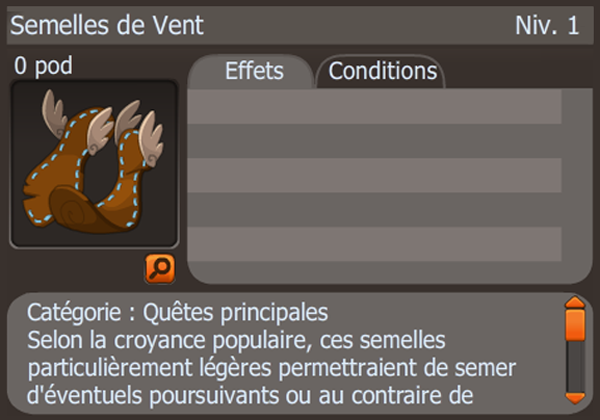 Semelles de Vent
Niv. 1
0 pod
Effets
Conditions
Catégorie : Quêtes principales
Selon la croyance populaire, ces semelles
particulièrement légères permettraient de semer
d'éventuels poursuivants ou au contraire de